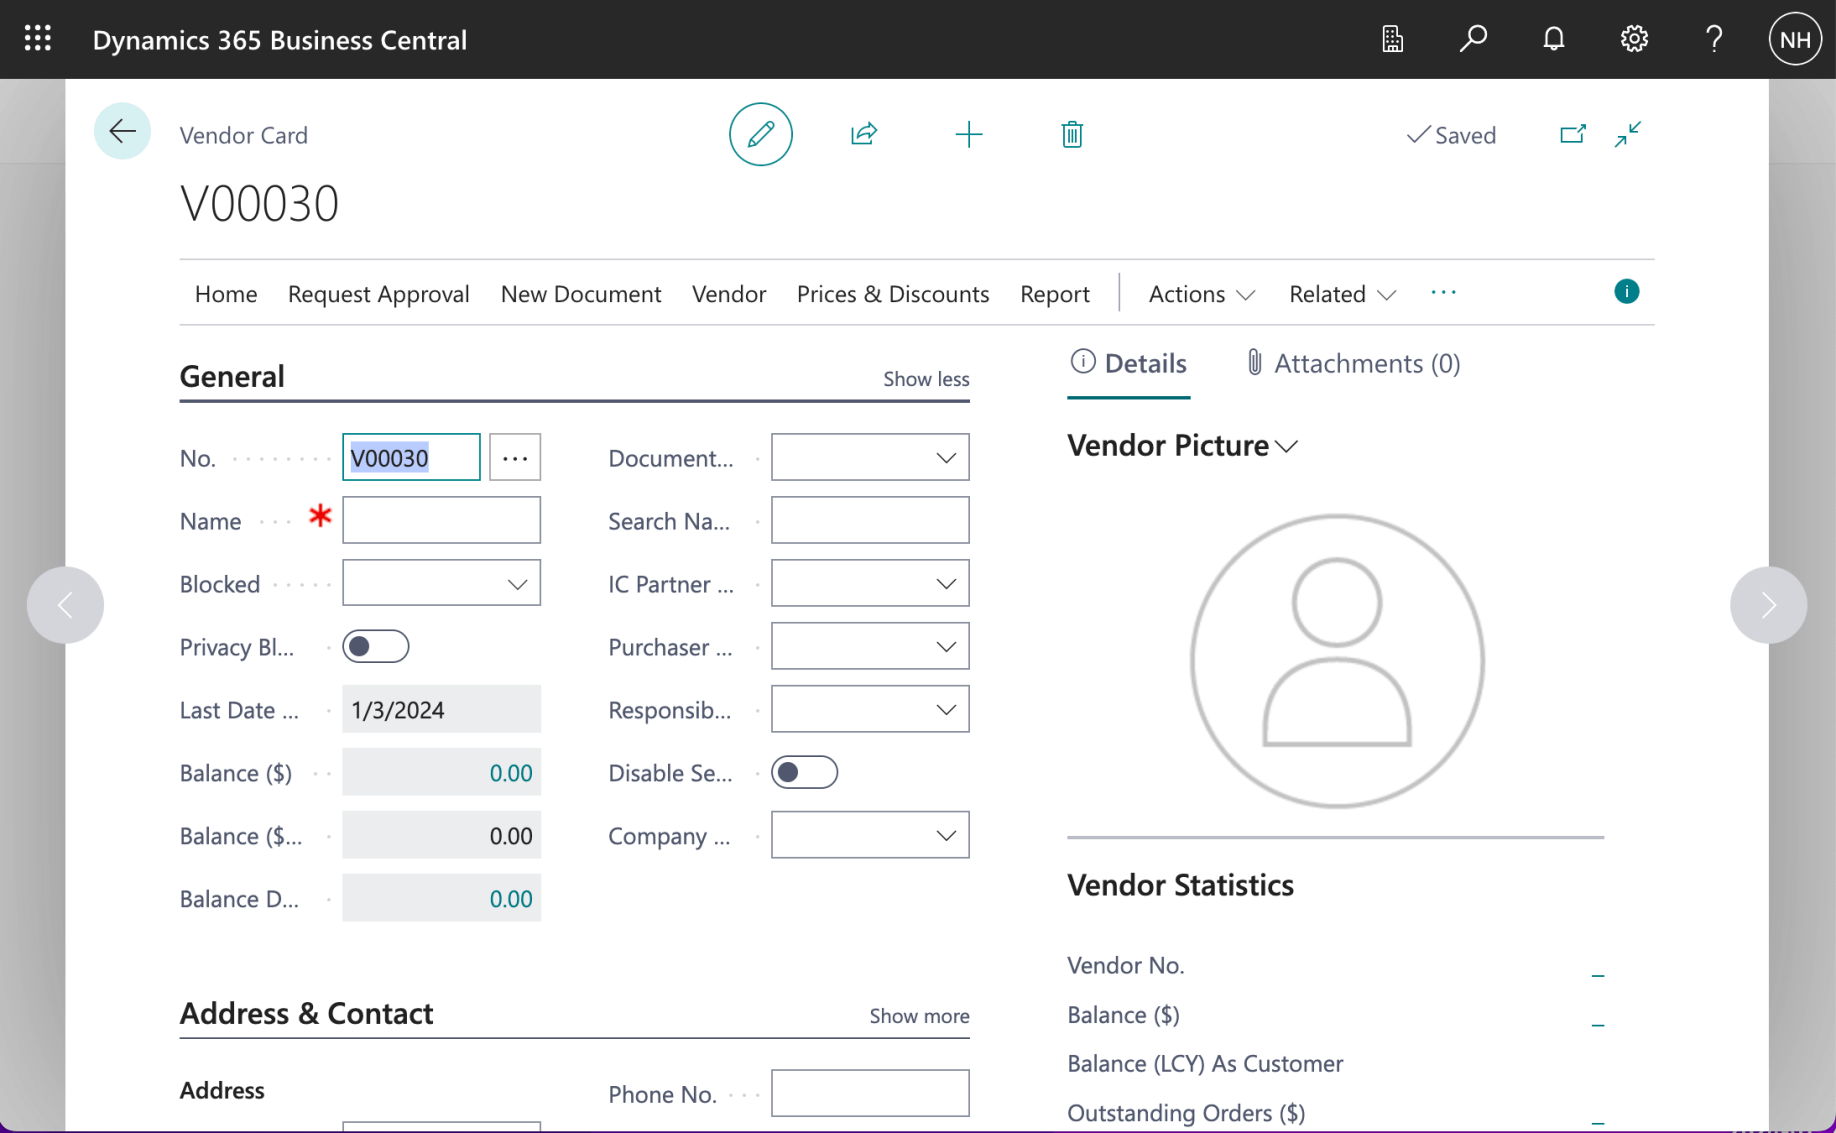 Dynamics 365 Business Central
NH
Vendor Card
Saved
V00030
Home Request Approval New Document Vendor Prices & Discounts Report Actions Related ...
General
Show less
No. V00030 ...
Name *
Blocked
Privacy Bl...
Last Date ... 1/3/2024
Balance ($) 0.00
Balance ($... 0.00
Balance D... 0.00
Document...
Search Na...
IC Partner ...
Purchaser ...
Responsib...
Disable Se...
Company ...
Address & Contact
Show more
Address
Phone No.
Details
Attachments (0)
Vendor Picture
Vendor Statistics
Vendor No. _
Balance ($) _
Balance (LCY) As Customer
Outstanding Orders ($) _